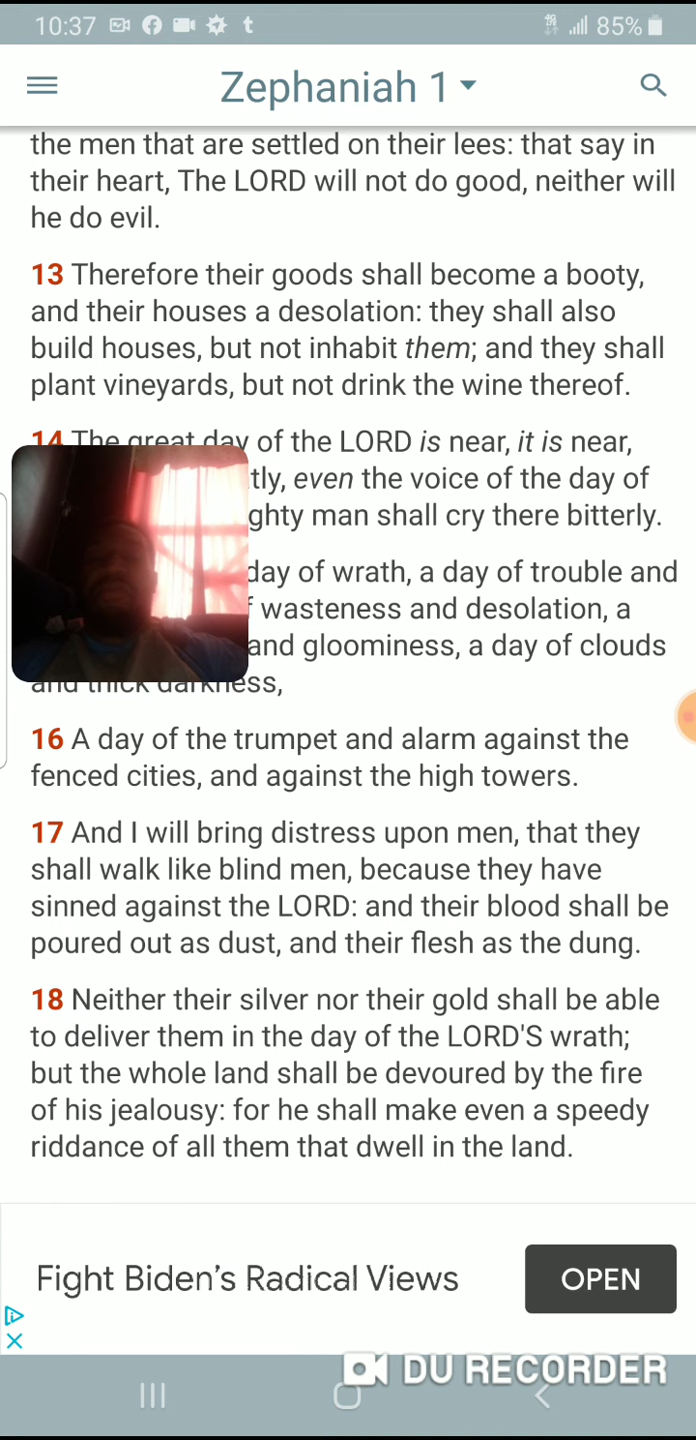 10:37 t 4G 85%
Zephaniah 1
the men that are settled on their lees: that say in
their heart, The LORD will not do good, neither will
he do evil.
13 Therefore their goods shall become a booty,
and their houses a desolation: they shall also
build houses, but not inhabit them; and they shall
plant vineyards, but not drink the wine thereof.
14 The great day of the LORD is near, it is near,
tly, even the voice of the day of
ghty man shall cry there bitterly.
day of wrath, a day of trouble and
f wasteness and desolation, a
and gloominess, a day of clouds
and thick darkness,
16 A day of the trumpet and alarm against the
fenced cities, and against the high towers.
17 And I will bring distress upon men, that they
shall walk like blind men, because they have
sinned against the LORD: and their blood shall be
poured out as dust, and their flesh as the dung.
18 Neither their silver nor their gold shall be able
to deliver them in the day of the LORD'S wrath;
but the whole land shall be devoured by the fire
of his jealousy: for he shall make even a speedy
riddance of all them that dwell in the land.
Fight Biden's Radical Views
OPEN
DU RECORDER